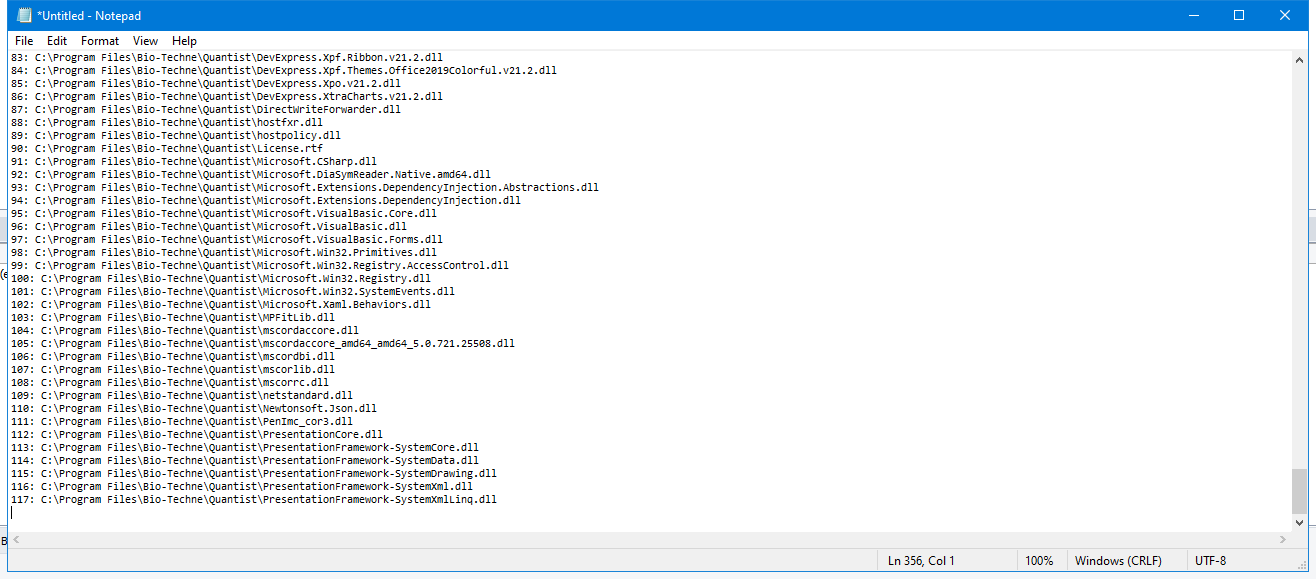 *Untitled - Notepad
File Edit Format View Help
83: C:\Program Files\Bio-Techne\Quantist\DevExpress.Xpf.Ribbon.v21.2.dll
84: C:\Program Files\Bio-Techne\Quantist\DevExpress.Xpf.Themes.Office2019Colorful.v21.2.dll
85: C:\Program Files\Bio-Techne\Quantist\DevExpress.Xpo.v21.2.dll
86: C:\Program Files\Bio-Techne\Quantist\DevExpress.XtraCharts.v21.2.dll
87: C:\Program Files\Bio-Techne\Quantist\DirectWriteForwarder.dll
88: C:\Program Files\Bio-Techne\Quantist\hostfxr.dll
89: C:\Program Files\Bio-Techne\Quantist\hostpolicy.dll
90: C:\Program Files\Bio-Techne\Quantist\License.rtf
91: C:\Program Files\Bio-Techne\Quantist\Microsoft.CSharp.dll
92: C:\Program Files\Bio-Techne\Quantist\Microsoft.DiaSymReader.Native.amd64.dll
93: C:\Program Files\Bio-Techne\Quantist\Microsoft.Extensions.DependencyInjection.Abstractions.dll
94: C:\Program Files\Bio-Techne\Quantist\Microsoft.Extensions.DependencyInjection.dll
95: C:\Program Files\Bio-Techne\Quantist\Microsoft.VisualBasic.Core.dll
96: C:\Program Files\Bio-Techne\Quantist\Microsoft.VisualBasic.dll
97: C:\Program Files\Bio-Techne\Quantist\Microsoft.VisualBasic.Forms.dll
98: C:\Program Files\Bio-Techne\Quantist\Microsoft.Win32.Primitives.dll
99: C:\Program Files\Bio-Techne\Quantist\Microsoft.Win32.Registry.AccessControl.dll
100: C:\Program Files\Bio-Techne\Quantist\Microsoft.Win32.Registry.dll
101: C:\Program Files\Bio-Techne\Quantist\Microsoft.Win32.SystemEvents.dll
102: C:\Program Files\Bio-Techne\Quantist\Microsoft.Xaml.Behaviors.dll
103: C:\Program Files\Bio-Techne\Quantist\MPFitLib.dll
104: C:\Program Files\Bio-Techne\Quantist\mscordaccore.dll
105: C:\Program Files\Bio-Techne\Quantist\mscordaccore_amd64_amd64_5.0.721.25508.dll
106: C:\Program Files\Bio-Techne\Quantist\mscordbi.dll
107: C:\Program Files\Bio-Techne\Quantist\mscorlib.dll
108: C:\Program Files\Bio-Techne\Quantist\mscorrc.dll
109: C:\Program Files\Bio-Techne\Quantist\netstandard.dll
110: C:\Program Files\Bio-Techne\Quantist\Newtonsoft.Json.dll
111: C:\Program Files\Bio-Techne\Quantist\PenImc_cor3.dll
112: C:\Program Files\Bio-Techne\Quantist\PresentationCore.dll
113: C:\Program Files\Bio-Techne\Quantist\PresentationFramework-SystemCore.dll
114: C:\Program Files\Bio-Techne\Quantist\PresentationFramework-SystemData.dll
115: C:\Program Files\Bio-Techne\Quantist\PresentationFramework-SystemDrawing.dll
116: C:\Program Files\Bio-Techne\Quantist\PresentationFramework-SystemXml.dll
117: C:\Program Files\Bio-Techne\Quantist\PresentationFramework-SystemXmlLinq.dll
Ln 356, Col 1 100% Windows (CRLF) UTF-8